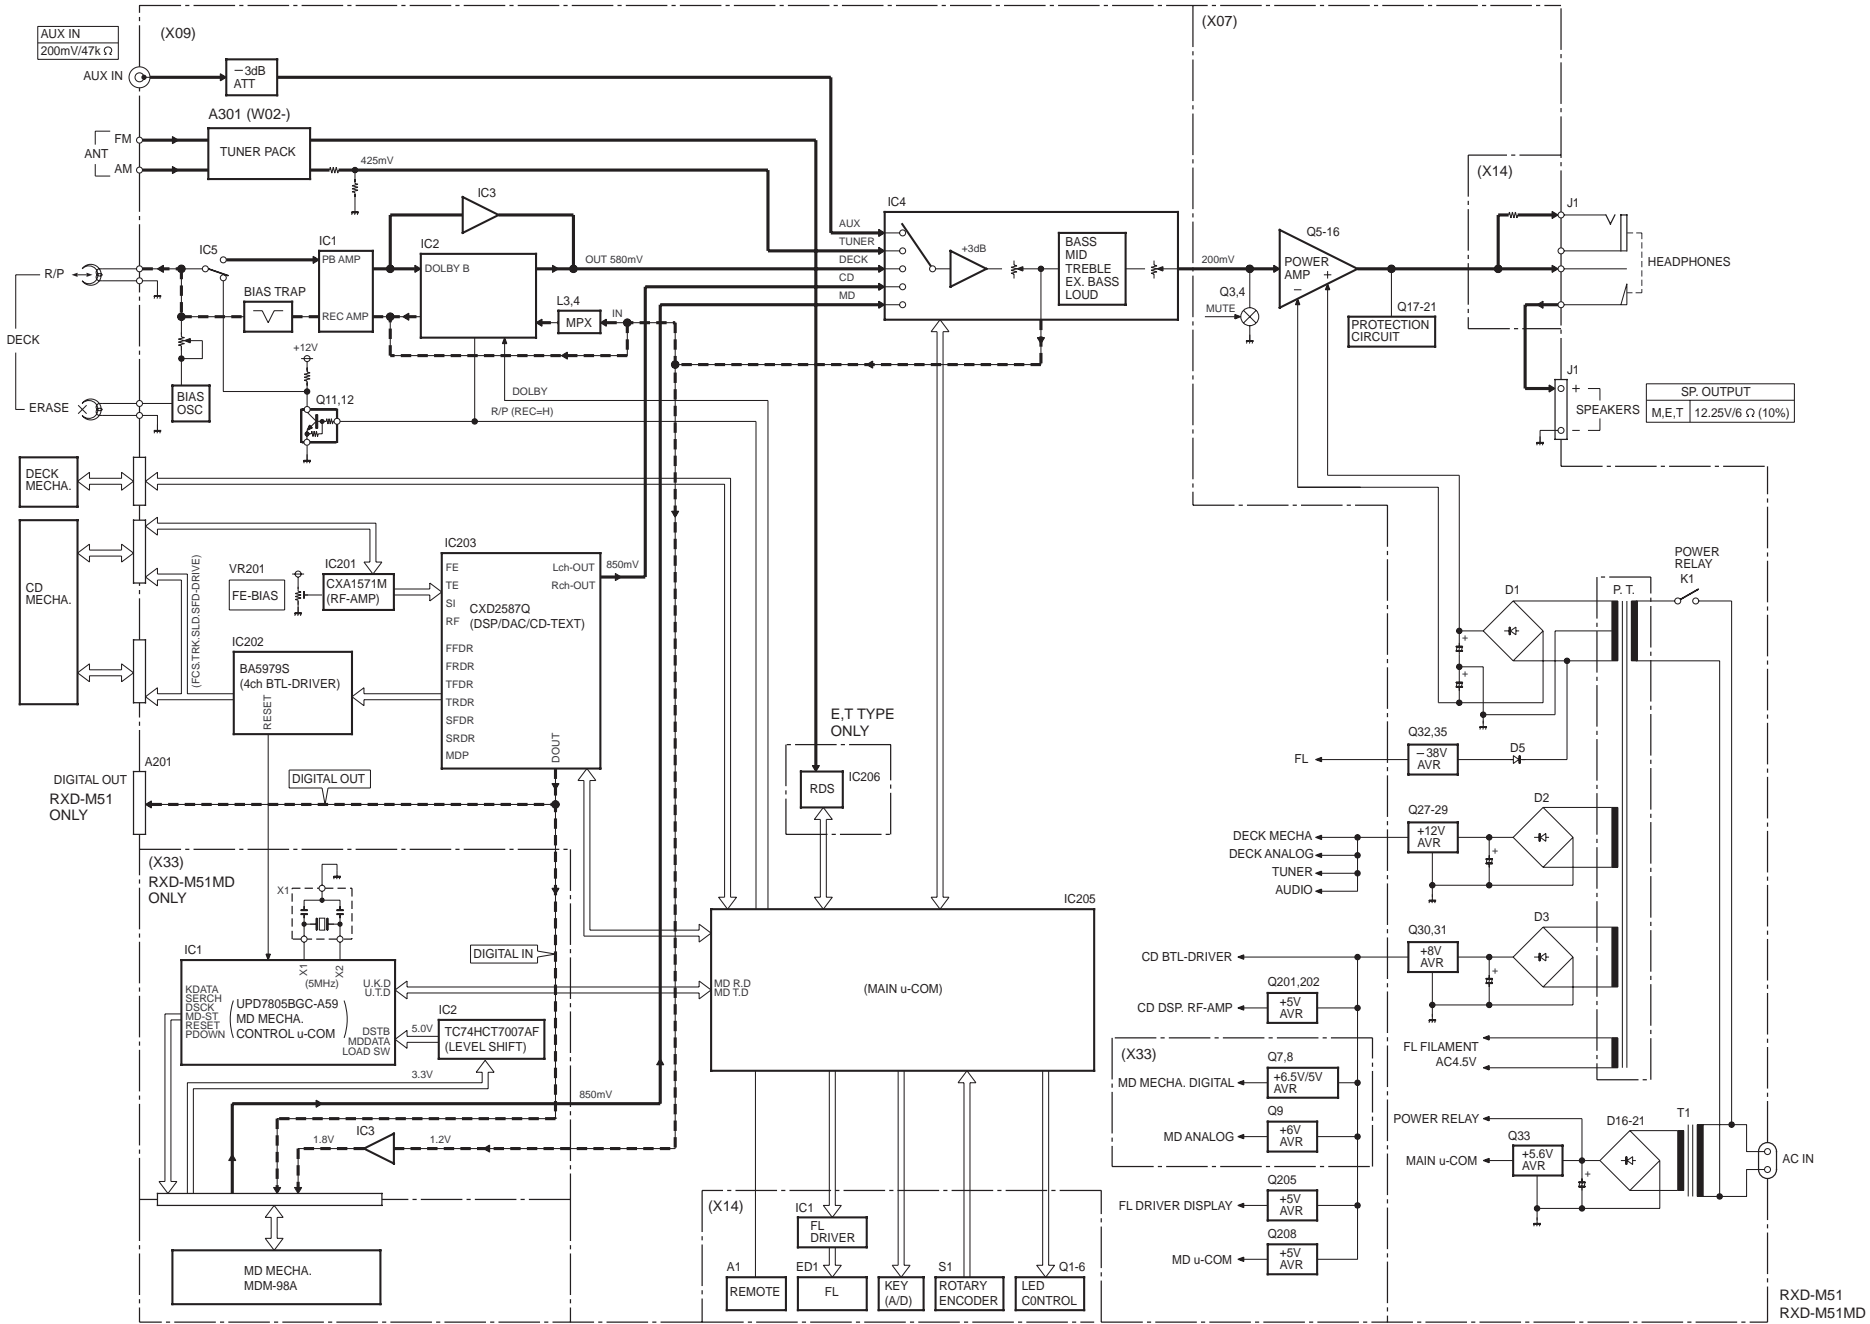 AUX IN
200mV/47k Ω
AUX IN
(X09)
−3dB
ATT
A301 (W02-)
TUNER PACK
FM
ANT
AM
425mV
IC3
IC5
IC1
PB AMP
REC AMP
IC2
DOLBY B
OUT 580mV
R/P
BIAS TRAP
L3,4
MPX
IN
DECK
+12V
ERASE
BIAS
OSC
Q11,12
DOLBY
R/P (REC=H)
IC4
AUX
TUNER
DECK
CD
MD
+3dB
BASS
MID
TREBLE
EX. BASS
LOUD
(X07)
200mV
Q3,4
MUTE
Q5-16
POWER
AMP
+
−
Q17-21
PROTECTION
CIRCUIT
(X14)
J1
HEADPHONES
J1
+
SPEAKERS
−
SP. OUTPUT
M,E,T 12.25V/6 Ω (10%)
DECK
MECHA.
CD
MECHA.
(FCS.TRK.SLD.SFD-DRIVE)
VR201
FE-BIAS
IC201
CXA1571M
(RF-AMP)
IC202
BA5979S
(4ch BTL-DRIVER)
RESET
IC203
FE
TE
SI
RF
FFDR
FRDR
TFDR
TRDR
SFDR
SRDR
MDP
Lch-OUT
Rch-OUT
CXD2587Q
(DSP/DAC/CD-TEXT)
DOUT
850mV
A201
DIGITAL OUT
RXD-M51
ONLY
DIGITAL OUT
E,T TYPE
ONLY
IC206
RDS
(X33)
RXD-M51MD
ONLY
X1
IC1
X1
X2
(5MHz)
KDATA
SERCH
DSCK
MD-ST
RESET
PDOWN
UPD7805BGC-A59
MD MECHA.
CONTROL u-COM
U.K.D
U.T.D
DSTB
MDDATA
LOAD SW
5.0V
IC2
TC74HCT7007AF
(LEVEL SHIFT)
3.3V
DIGITAL IN
850mV
IC3
1.8V
1.2V
MD MECHA.
MDM-98A
IC205
MD R.D
MD T.D
(MAIN u-COM)
(X14)
A1
REMOTE
IC1
FL
DRIVER
ED1
FL
KEY
(A/D)
S1
ROTARY
ENCODER
Q1-6
LED
C0NTROL
POWER
RELAY
K1
P. T.
D1
Q32,35
−38V
AVR
D5
FL
Q27-29
+12V
AVR
D2
DECK MECHA
DECK ANALOG
TUNER
AUDIO
Q30,31
+8V
AVR
D3
CD BTL-DRIVER
Q201,202
+5V
AVR
CD DSP. RF-AMP
(X33)
Q7,8
+6.5V/5V
AVR
MD MECHA. DIGITAL
Q9
+6V
AVR
MD ANALOG
Q205
+5V
AVR
FL DRIVER DISPLAY
Q208
+5V
AVR
MD u-COM
FL FILAMENT
AC4.5V
POWER RELAY
MAIN u-COM
Q33
+5.6V
AVR
D16-21
T1
AC IN
RXD-M51
RXD-M51MD